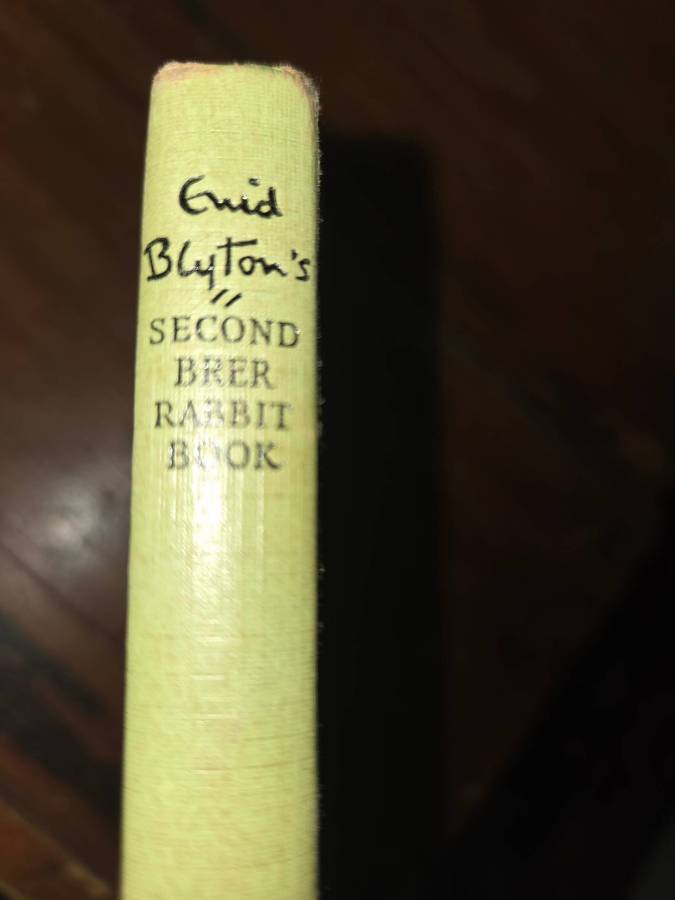 Enid
Blyton's
SECOND
BRER
RABBIT
BOOK